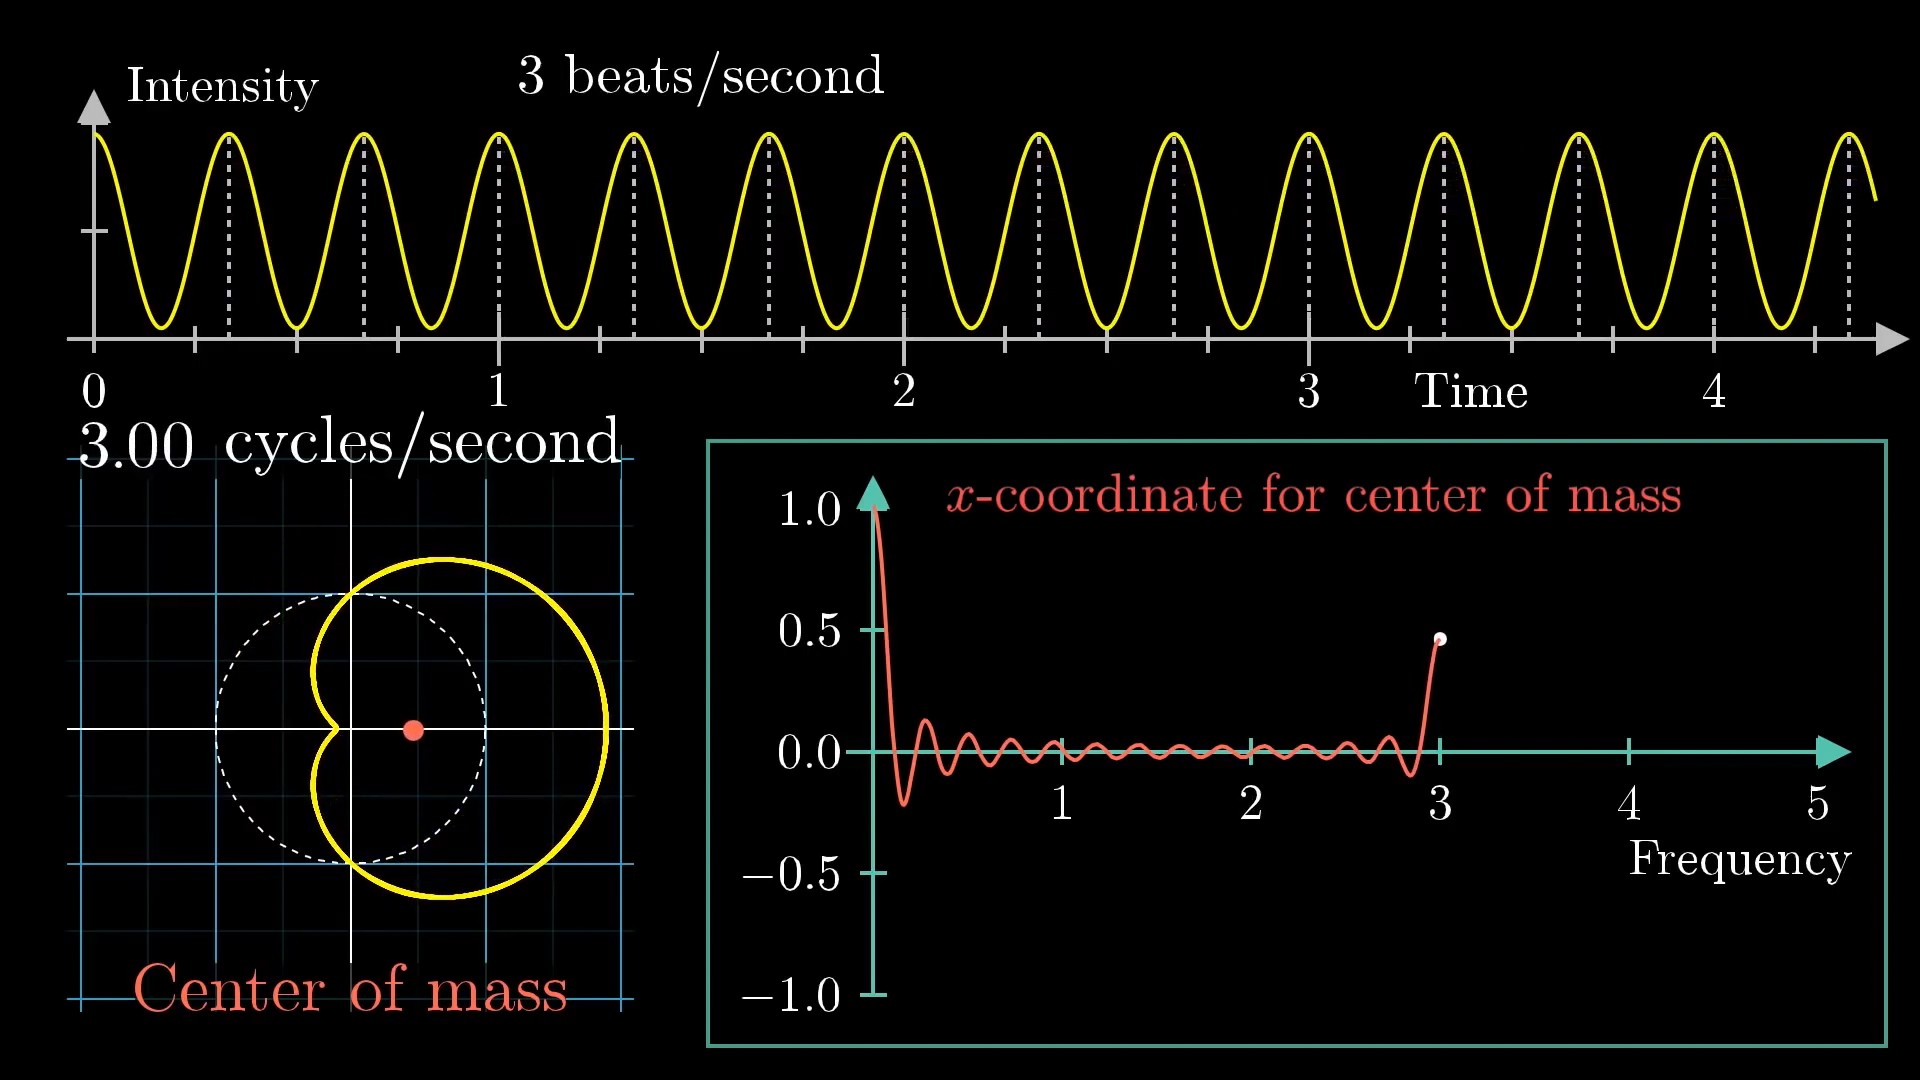 3 beats/second
Intensity
0 1 2 3 Time 4
3.00 cycles/second
x-coordinate for center of mass
1.0
0.5
0.0
1 2 3 4 5
Frequency
−0.5
−1.0
Center of mass